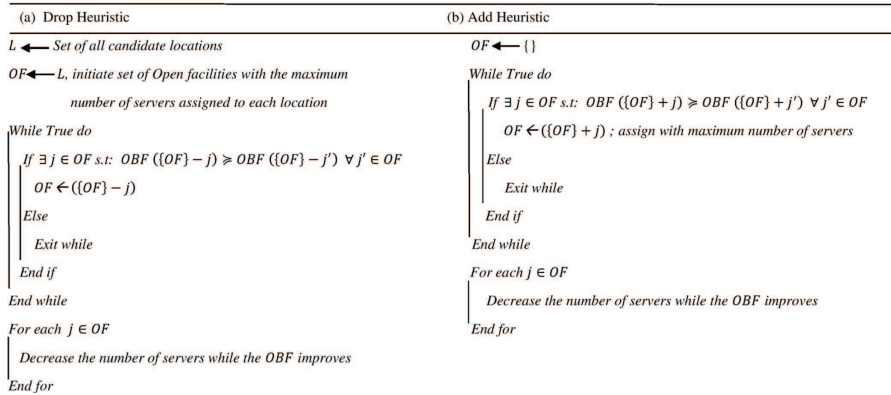 (a) Drop Heuristic
L ← Set of all candidate locations
OF ← L, initiate set of Open facilities with the maximum
number of servers assigned to each location
While True do
If ∃ j ∈ OF s.t: OBF ({OF} − j) ≽ OBF ({OF} − j′) ∀ j′ ∈ OF
OF ← ({OF} − j)
Else
Exit while
End if
End while
For each j ∈ OF
Decrease the number of servers while the OBF improves
End for
(b) Add Heuristic
OF ← {}
While True do
If ∃ j ∈ OF s.t: OBF ({OF} + j) ≽ OBF ({OF} + j′) ∀ j′ ∈ OF
OF ← ({OF} + j) ; assign with maximum number of servers
Else
Exit while
End if
End while
For each j ∈ OF
Decrease the number of servers while the OBF improves
End for